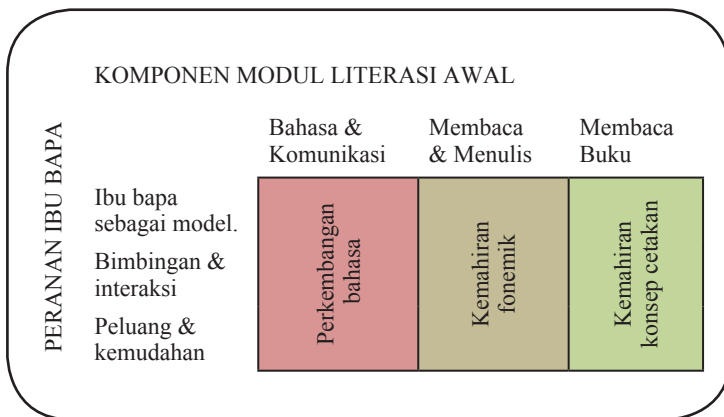 KOMPONEN MODUL LITERASI AWAL
PERANAN IBU BAPA
Bahasa &
Komunikasi
Membaca
& Menulis
Membaca
Buku
Ibu bapa
sebagai model.
Bimbingan &
interaksi
Peluang &
kemudahan
Perkembangan
bahasa
Kemahiran
fonemik
Kemahiran
konsep cetakan